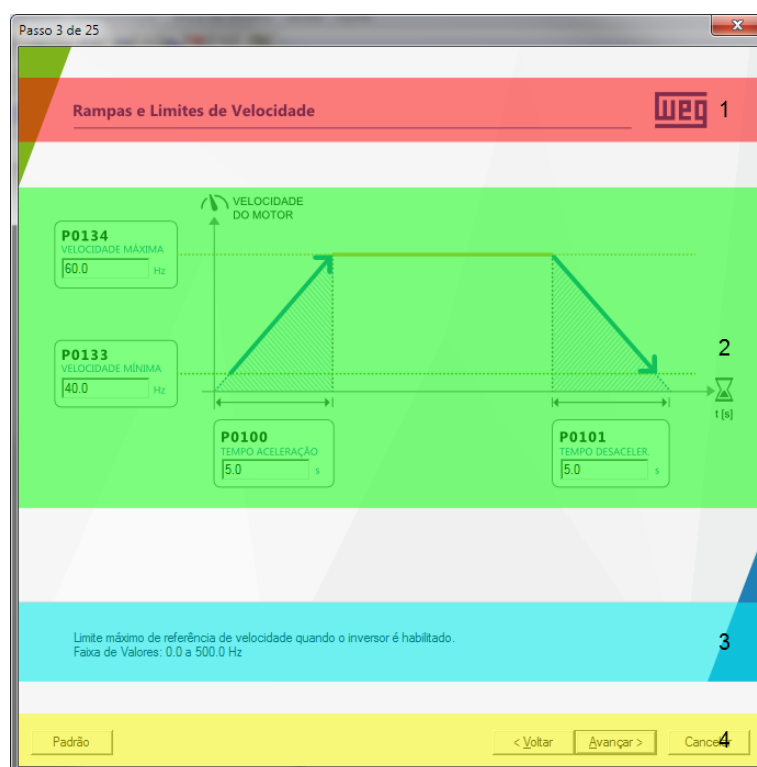 Passo 3 de 25
Rampas e Limites de Velocidade
WEG
1
VELOCIDADE
DO MOTOR
P0134
VELOCIDADE MÁXIMA
60.0 Hz
P0133
VELOCIDADE MÍNIMA
40.0 Hz
2
t [s]
P0100
TEMPO ACELERAÇÃO
5.0 s
P0101
TEMPO DESACELER.
5.0 s
Limite máximo de referência de velocidade quando o inversor é habilitado.
Faixa de Valores: 0.0 a 500.0 Hz
3
Padrão
< Voltar
Avançar >
Cancelar
4